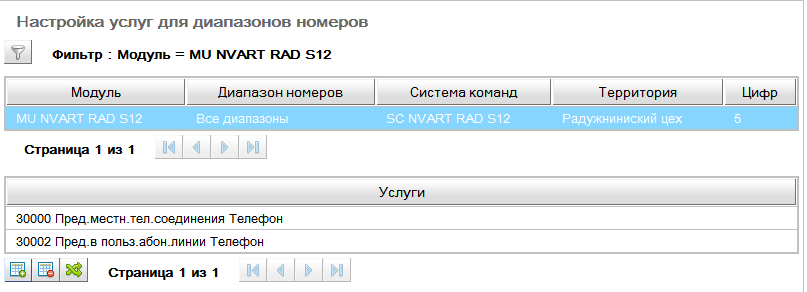 Настройка услуг для диапазонов номеров
Фильтр : Модуль = MU NVART RAD S12
Модуль Диапазон номеров Система команд Территория Цифр
MU NVART RAD S12 Все диапазоны SC NVART RAD S12 Радужниниский цех 5
Страница 1 из 1
Услуги
30000 Пред.местн.тел.соединения Телефон
30002 Пред.в польз.абон.линии Телефон
Страница 1 из 1